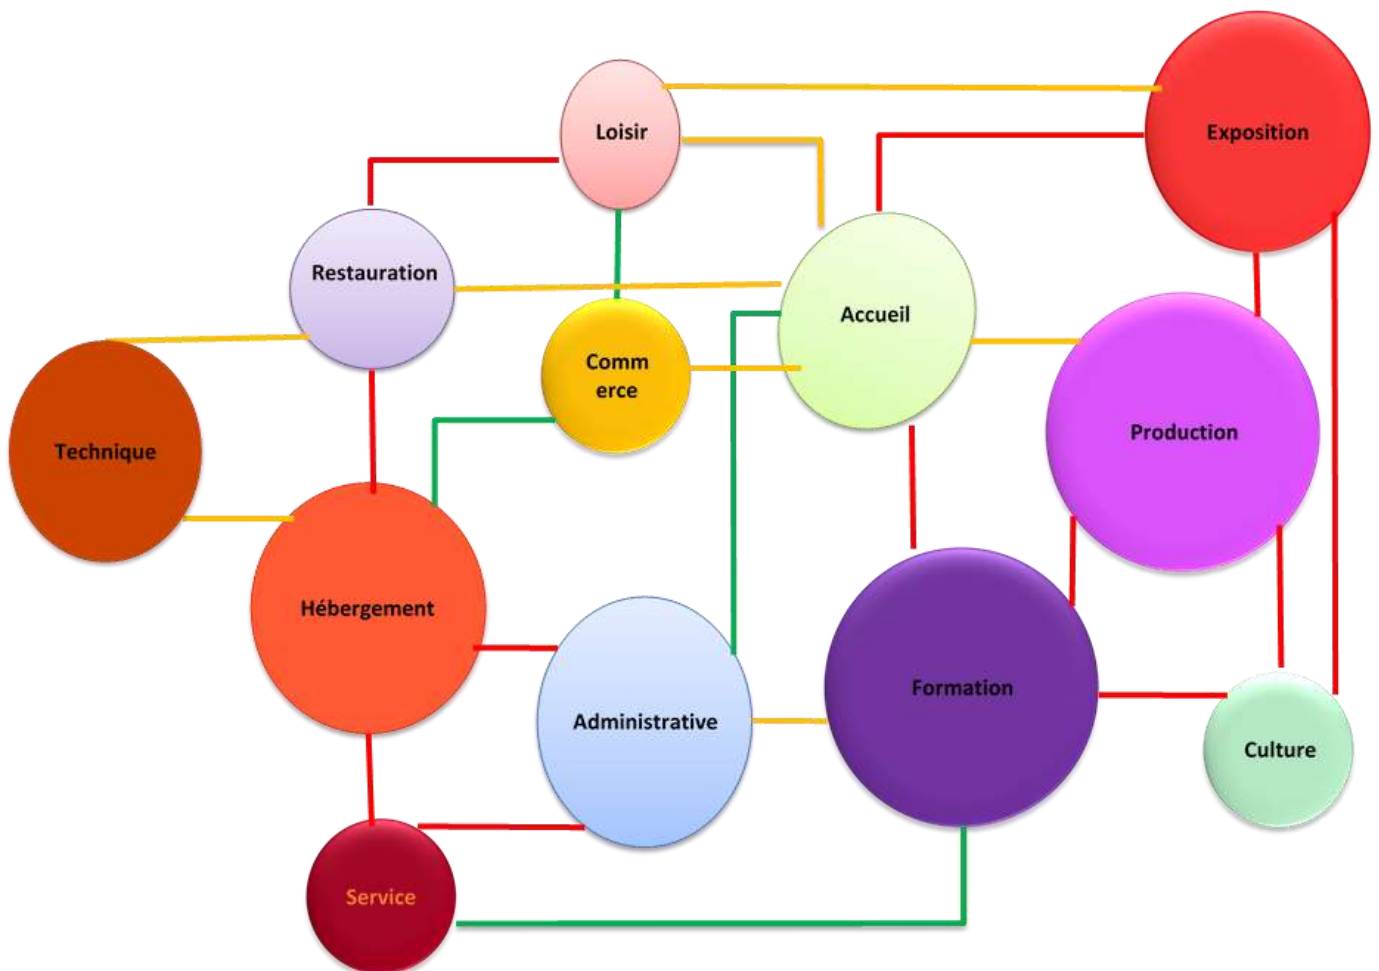 Loisir
Exposition
Restauration
Accueil
Comm
erce
Production
Technique
Hébergement
Formation
Administrative
Culture
Service